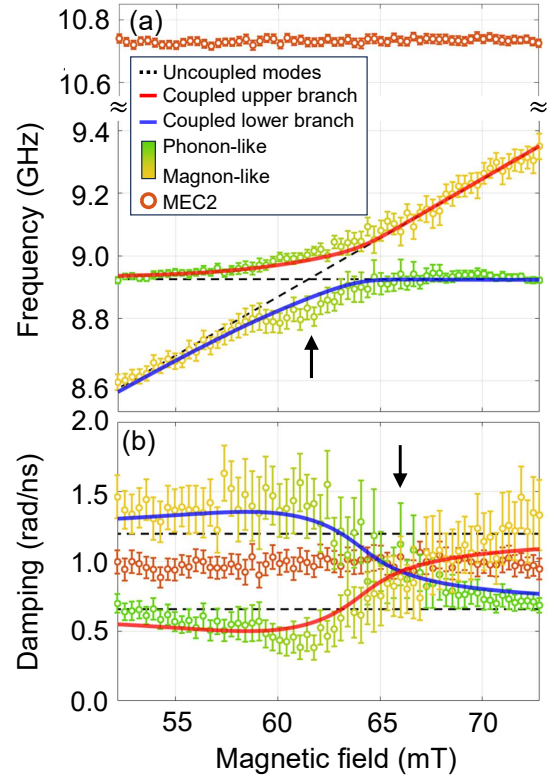 (a)
10.8
10.6
Uncoupled modes
Coupled upper branch
Coupled lower branch
Phonon-like
Magnon-like
MEC2
≈
≈
9.4
9.2
9.0
8.8
8.6
Frequency (GHz)
(b)
2.0
2.0
1.5
1.0
0.5
0.0
Damping (rad/ns)
55
60
65
70
Magnetic field (mT)